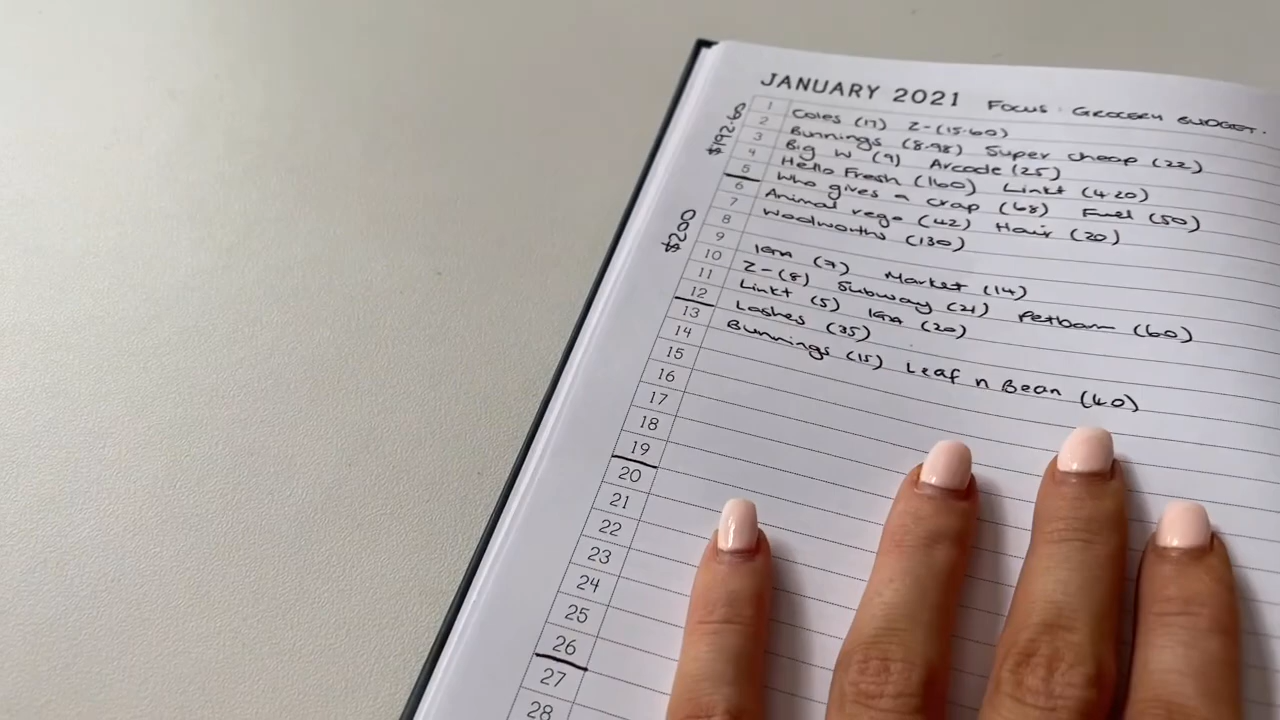 JANUARY 2021 FOCUS : GROCERY BUDGET.
$192.60
$200
1 Coles (17) Z-(15.60)
2 Bunnings (8.98) Super cheap (22)
3 Big W (9) Arcade (25)
4 Hello Fresh (160) Linkt (4.20)
5 Who gives a crap (68) Fuel (50)
6 Animal rego (42) Hair (20)
7 Woolworths (130)
8
9 IGA (7) Market (14)
10 Z-(8) Subway (21) Petbarn (60)
11 Linkt (5) IGA (20)
12 Lashes (35)
13 Bunnings (15) Leaf n Bean (40)
14
15
16
17
18
19
20
21
22
23
24
25
26
27
28